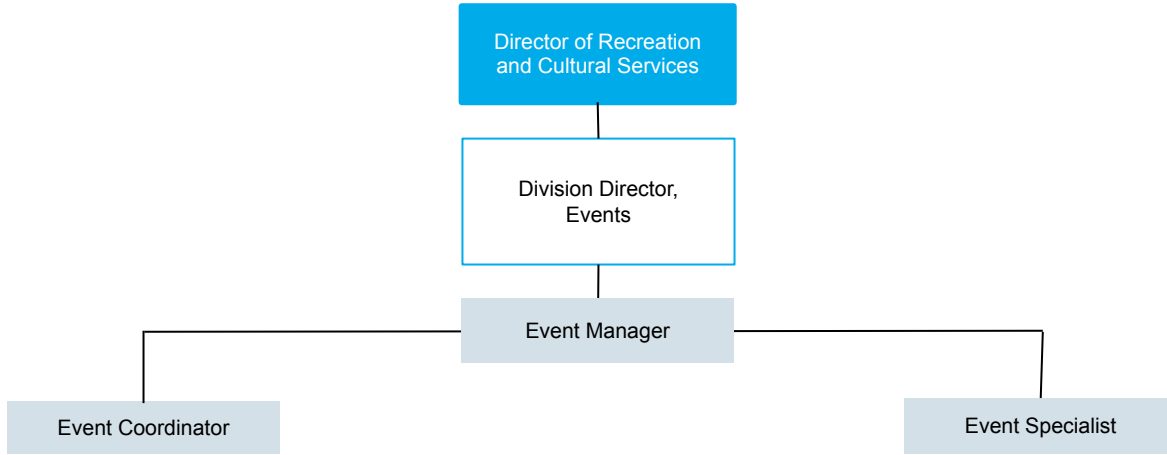 Director of Recreation
and Cultural Services
Division Director,
Events
Event Manager
Event Coordinator
Event Specialist